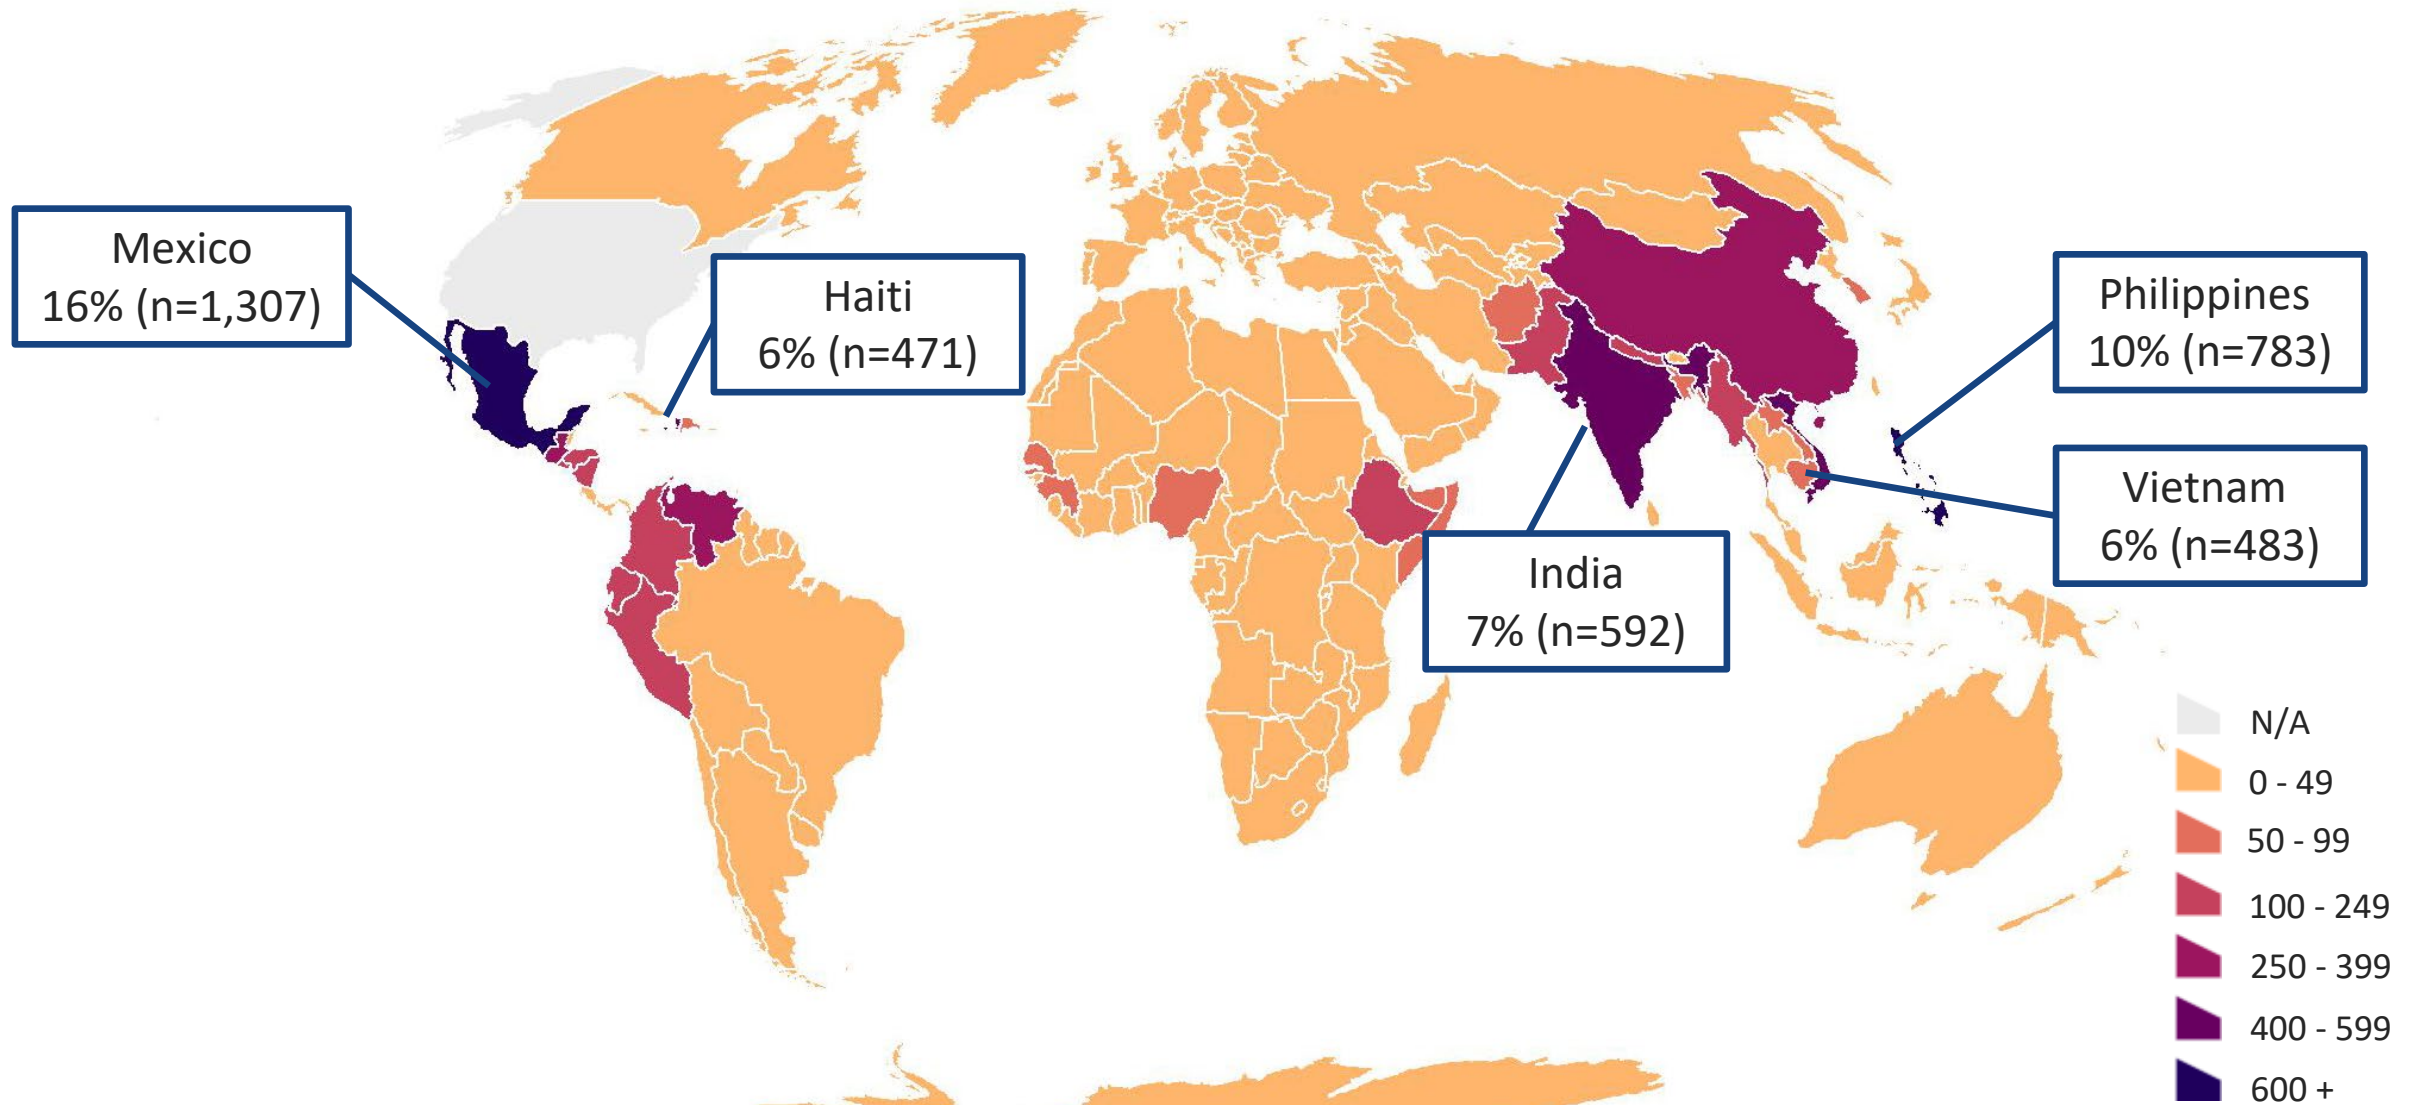 Mexico
16% (n=1,307)
Haiti
6% (n=471)
Philippines
10% (n=783)
Vietnam
6% (n=483)
India
7% (n=592)
N/A
0 - 49
50 - 99
100 - 249
250 - 399
400 - 599
600 +